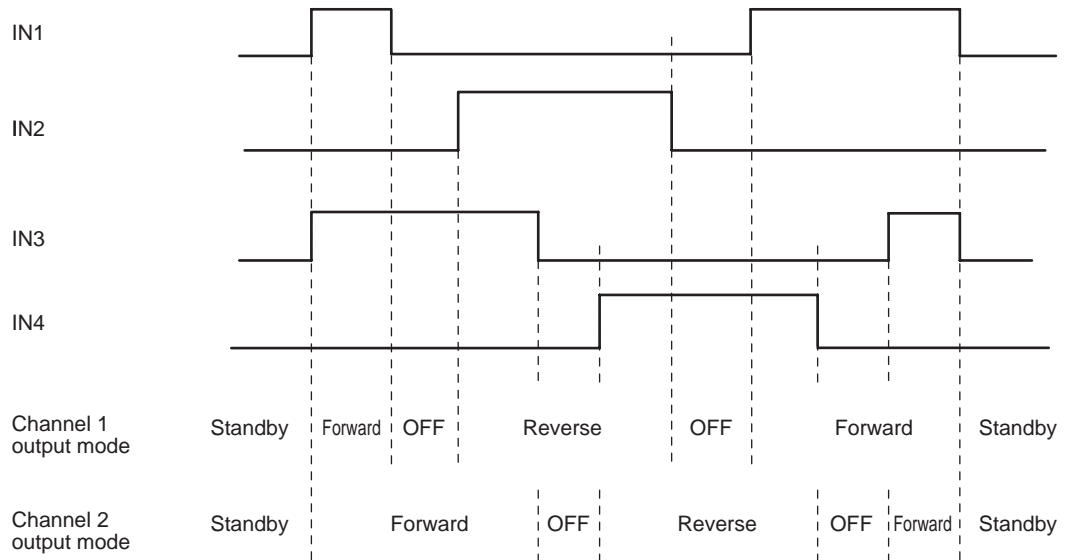 IN1
IN2
IN3
IN4
Channel 1
output mode
Standby Forward OFF Reverse OFF Forward Standby
Channel 2
output mode
Standby Forward OFF Reverse OFF Forward Standby